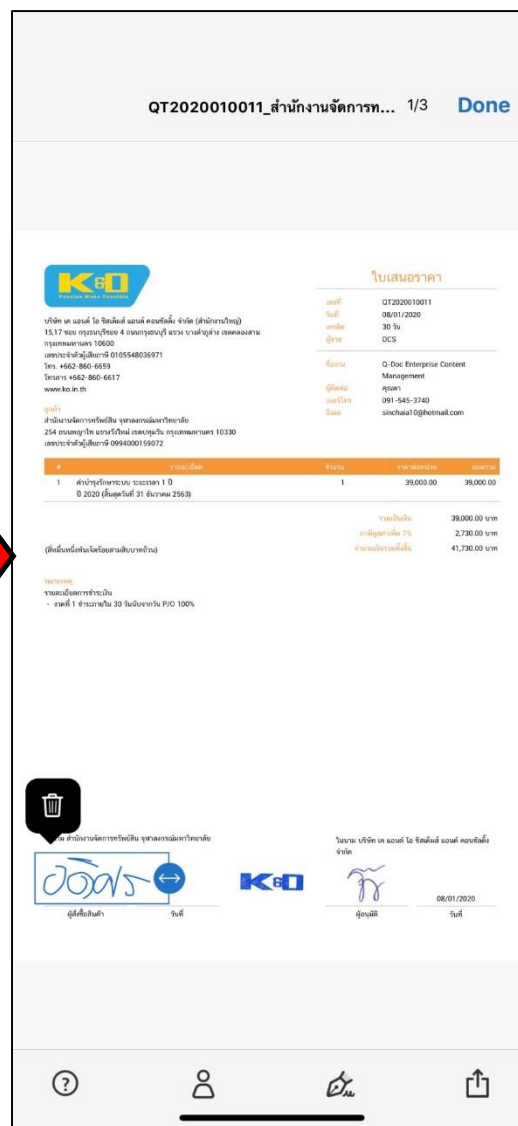 QT2020010011_สำนักงานจัดการท... 1/3 Done
K&O
Passion Make Possible
ใบเสนอราคา
บริษัท เค แอนด์ โอ ซิสเต็มส์ แอนด์ คอนซัลติ้ง จำกัด (สำนักงานใหญ่)
15,17 ซอย กรุงธนบุรีซอย 4 ถนนกรุงธนบุรี แขวง บางลำภูล่าง เขตคลองสาน
กรุงเทพมหานคร 10600
เลขประจำตัวผู้เสียภาษี 0105548036971
โทร. +662-860-6659
โทรสาร +662-860-6617
www.ko.in.th
เลขที่ QT2020010011
วันที่ 08/01/2020
เครดิต 30 วัน
ผู้ขาย DCS
ชื่องาน Q-Doc Enterprise Content
Management
ผู้ติดต่อ คุณดา
เบอร์โทร 091-545-3740
อีเมล sinchaia10@hotmail.com
ลูกค้า
สำนักงานจัดการทรัพย์สิน จุฬาลงกรณ์มหาวิทยาลัย
254 ถนนพญาไท แขวงวังใหม่ เขตปทุมวัน กรุงเทพมหานคร 10330
เลขประจำตัวผู้เสียภาษี 0994000159072
# รายละเอียด จำนวน ราคาต่อหน่วย ยอดรวม
1 ค่าบำรุงรักษาระบบ ระยะเวลา 1 ปี 1 39,000.00 39,000.00
ปี 2020 (สิ้นสุดวันที่ 31 ธันวาคม 2563)
รวมเป็นเงิน 39,000.00 บาท
ภาษีมูลค่าเพิ่ม 7% 2,730.00 บาท
(สี่หมื่นหนึ่งพันเจ็ดร้อยสามสิบบาทถ้วน) จำนวนเงินรวมทั้งสิ้น 41,730.00 บาท
หมายเหตุ
รายละเอียดการชำระเงิน
- งวดที่ 1 ชำระภายใน 30 วันนับจากวัน P/O 100%
สำนักงานจัดการทรัพย์สิน จุฬาลงกรณ์มหาวิทยาลัย
ในนาม บริษัท เค แอนด์ โอ ซิสเต็มส์ แอนด์ คอนซัลติ้ง
จำกัด
K&O
08/01/2020
ผู้สั่งซื้อสินค้า วันที่ ผู้อนุมัติ วันที่